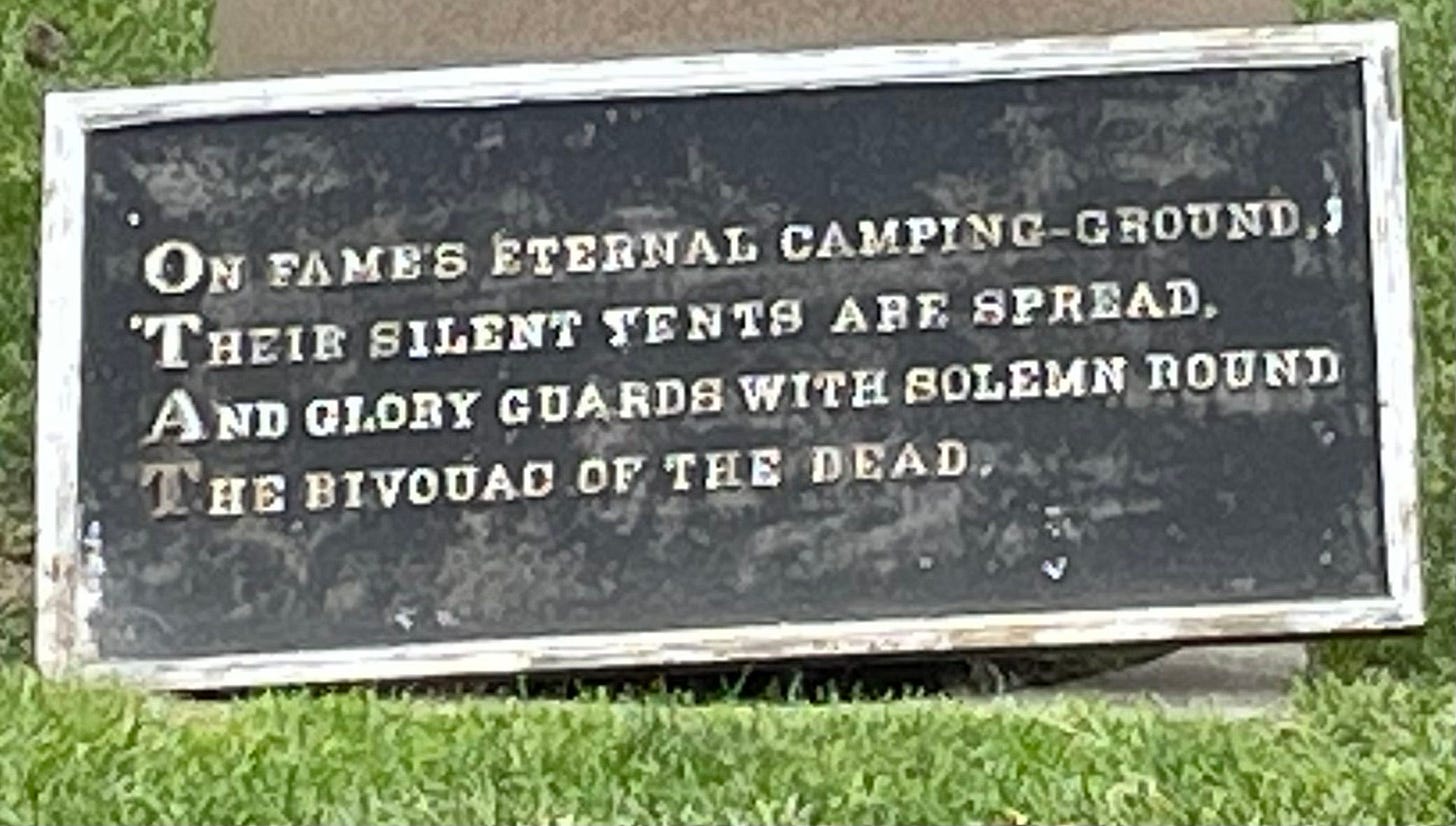 ON FAME'S ETERNAL CAMPING-GROUND,
THEIR SILENT TENTS ARE SPREAD,
AND GLORY GUARDS WITH SOLEMN ROUND
THE BIVOUAC OF THE DEAD.